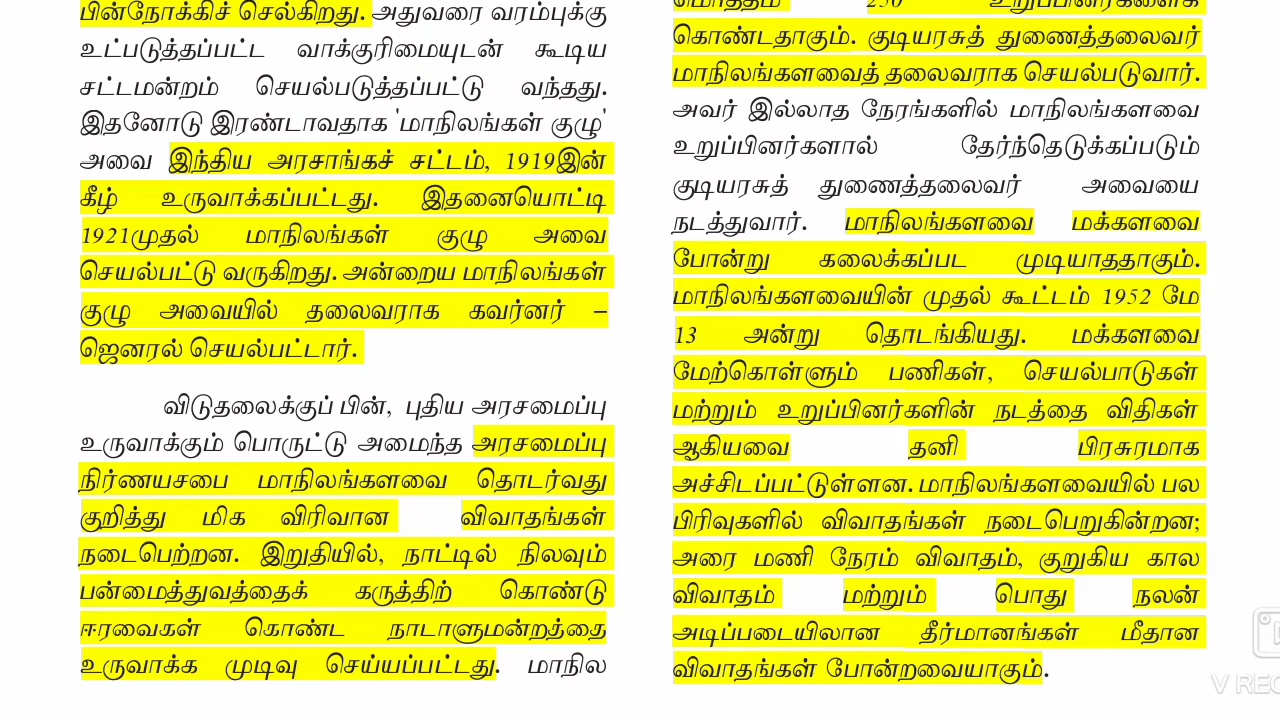 பின்நோக்கிச் செல்கிறது. அதுவரை வரம்புக்கு
உட்படுத்தப்பட்ட வாக்குரிமையுடன் கூடிய
சட்டமன்றம் செயல்படுத்தப்பட்டு வந்தது.
இதனோடு இரண்டாவதாக 'மாநிலங்கள் குழு'
அவை இந்திய அரசாங்கச் சட்டம், 1919இன்
கீழ் உருவாக்கப்பட்டது. இதனையொட்டி
1921முதல் மாநிலங்கள் குழு அவை
செயல்பட்டு வருகிறது. அன்றைய மாநிலங்கள்
குழு அவையில் தலைவராக கவர்னர் –
ஜெனரல் செயல்பட்டார்.
விடுதலைக்குப் பின், புதிய அரசமைப்பு
உருவாக்கும் பொருட்டு அமைந்த அரசமைப்பு
நிர்ணயசபை மாநிலங்களவை தொடர்வது
குறித்து மிக விரிவான விவாதங்கள்
நடைபெற்றன. இறுதியில், நாட்டில் நிலவும்
பன்மைத்துவத்தைக் கருத்திற் கொண்டு
ஈரவைகள் கொண்ட நாடாளுமன்றத்தை
உருவாக்க முடிவு செய்யப்பட்டது. மாநில
மொத்தம் 250 உறுப்பினர்களைக்
கொண்டதாகும். குடியரசுத் துணைத்தலைவர்
மாநிலங்களவைத் தலைவராக செயல்படுவார்.
அவர் இல்லாத நேரங்களில் மாநிலங்களவை
உறுப்பினர்களால் தேர்ந்தெடுக்கப்படும்
குடியரசுத் துணைத்தலைவர் அவையை
நடத்துவார். மாநிலங்களவை மக்களவை
போன்று கலைக்கப்பட முடியாததாகும்.
மாநிலங்களவையின் முதல் கூட்டம் 1952 மே
13 அன்று தொடங்கியது. மக்களவை
மேற்கொள்ளும் பணிகள், செயல்பாடுகள்
மற்றும் உறுப்பினர்களின் நடத்தை விதிகள்
ஆகியவை தனி பிரசுரமாக
அச்சிடப்பட்டுள்ளன. மாநிலங்களவையில் பல
பிரிவுகளில் விவாதங்கள் நடைபெறுகின்றன;
அரை மணி நேரம் விவாதம், குறுகிய கால
விவாதம் மற்றும் பொது நலன்
அடிப்படையிலான தீர்மானங்கள் மீதான
விவாதங்கள் போன்றவையாகும்.
V REC